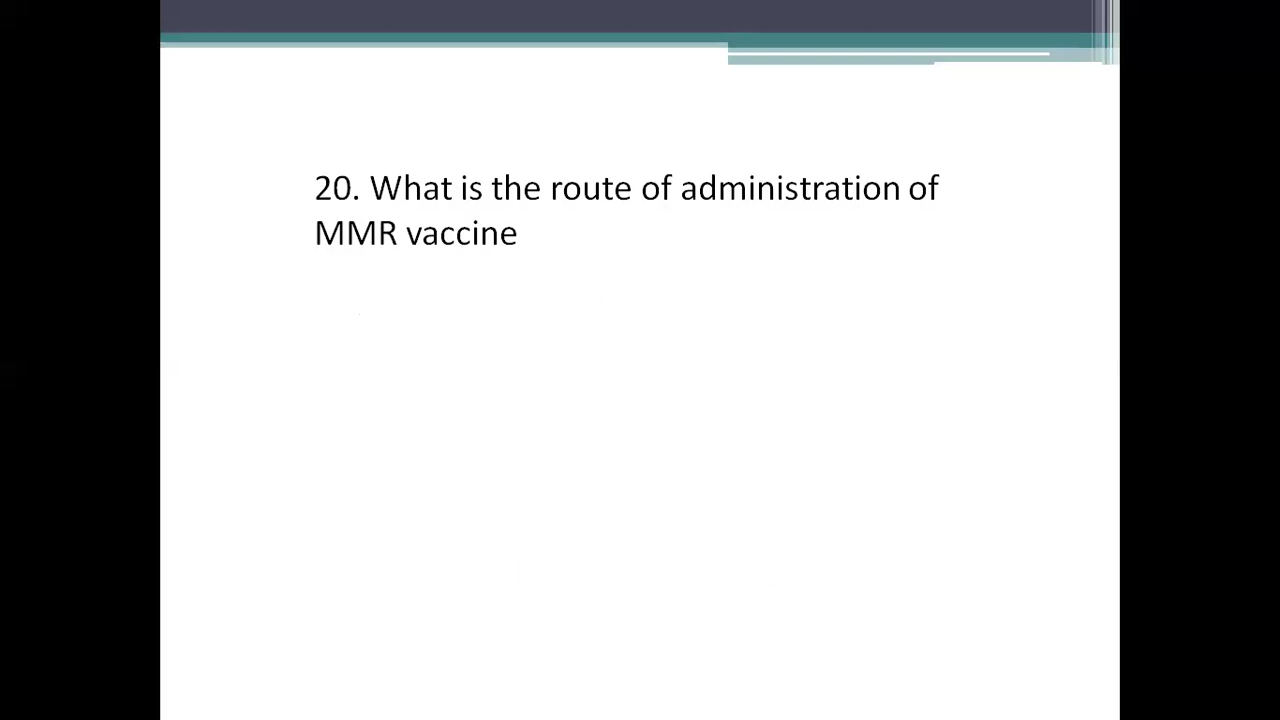 20. What is the route of administration of
MMR vaccine